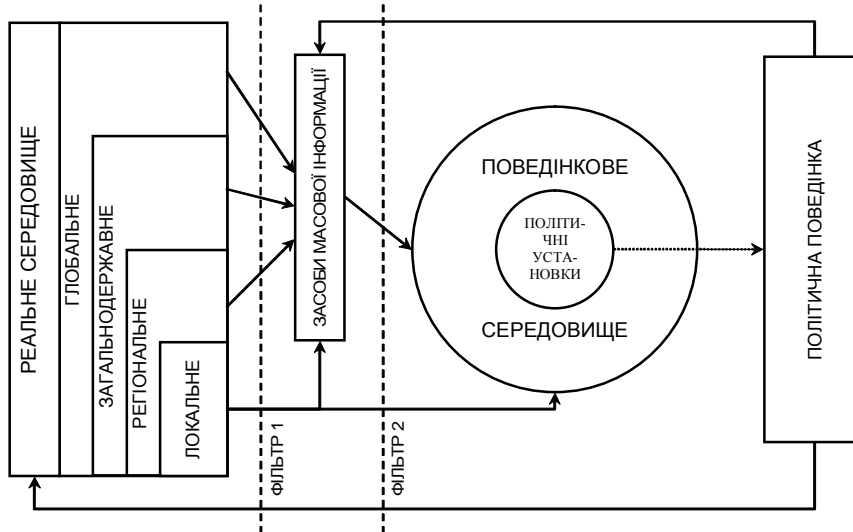 РЕАЛЬНЕ СЕРЕДОВИЩЕ
ГЛОБАЛЬНЕ
ЗАГАЛЬНОДЕРЖАВНЕ
РЕГІОНАЛЬНЕ
ЛОКАЛЬНЕ
ФІЛЬТР 1
ЗАСОБИ МАСОВОЇ ІНФОРМАЦІЇ
ФІЛЬТР 2
ПОВЕДІНКОВЕ
ПОЛІТИ-
ЧНІ
УСТА-
НОВКИ
СЕРЕДОВИЩЕ
ПОЛІТИЧНА ПОВЕДІНКА